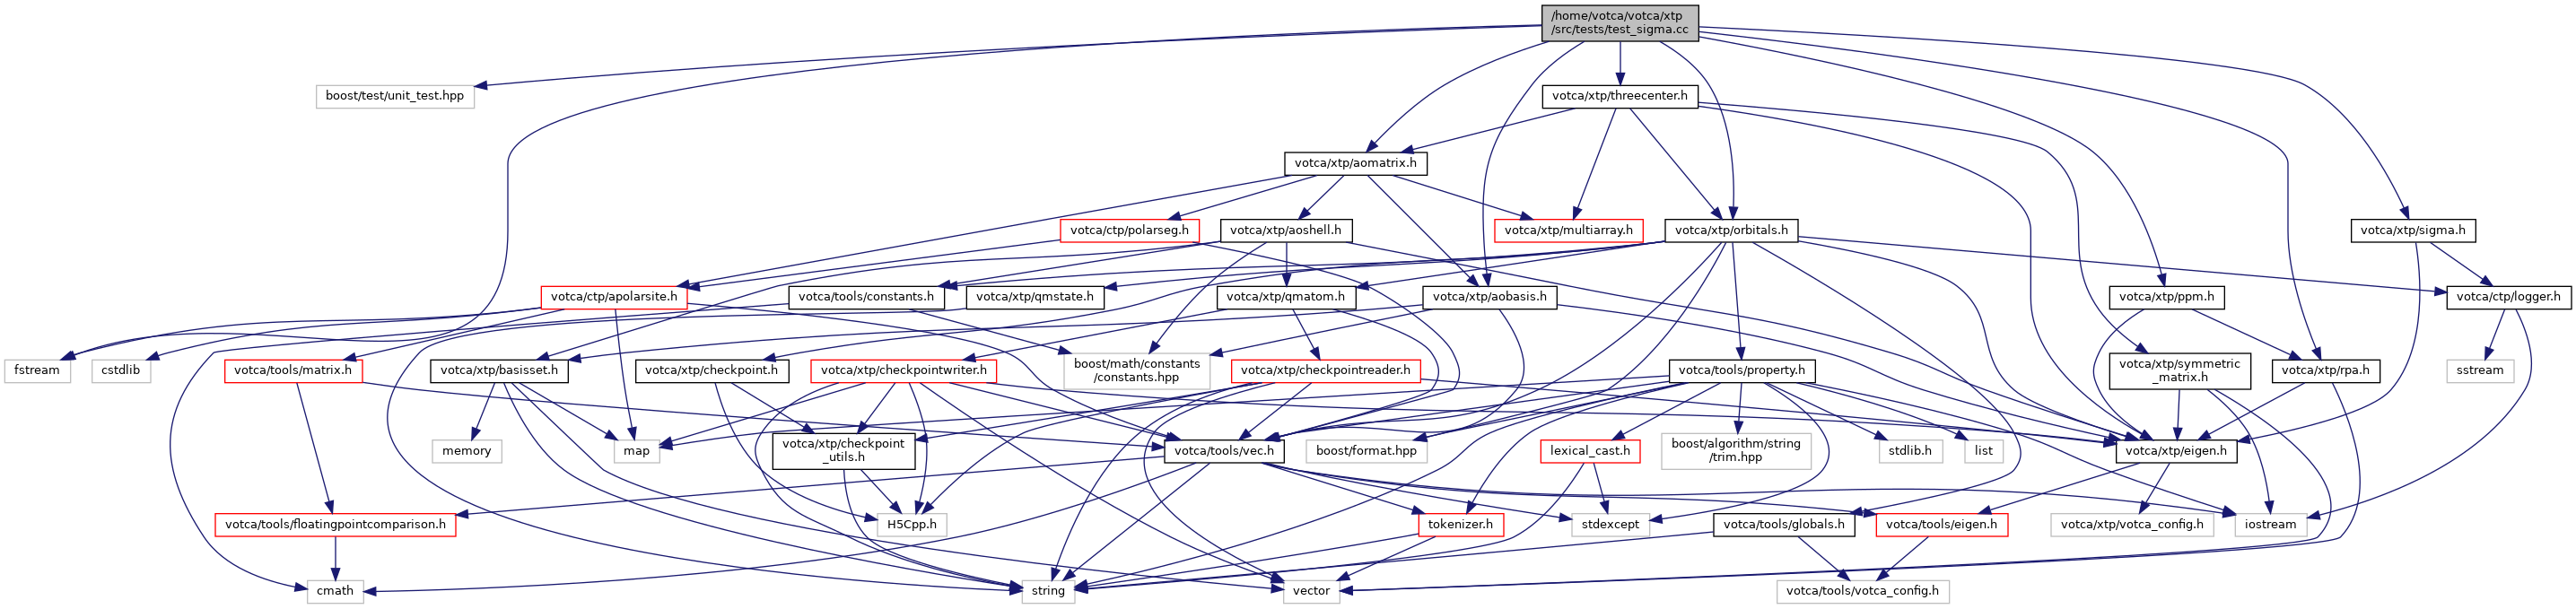 /home/votca/votca/xtp
/src/tests/test_sigma.cc
boost/test/unit_test.hpp
votca/xtp/threecenter.h
votca/xtp/aomatrix.h
votca/ctp/polarseg.h
votca/xtp/aoshell.h
votca/xtp/multiarray.h
votca/xtp/orbitals.h
votca/xtp/sigma.h
votca/ctp/apolarsite.h
votca/tools/constants.h
votca/xtp/qmstate.h
votca/xtp/qmatom.h
votca/xtp/aobasis.h
votca/xtp/ppm.h
votca/ctp/logger.h
fstream
cstdlib
votca/tools/matrix.h
votca/xtp/basisset.h
votca/xtp/checkpoint.h
votca/xtp/checkpointwriter.h
boost/math/constants
/constants.hpp
votca/xtp/checkpointreader.h
votca/tools/property.h
votca/xtp/symmetric
_matrix.h
votca/xtp/rpa.h
sstream
memory
map
votca/xtp/checkpoint
_utils.h
votca/tools/vec.h
boost/format.hpp
lexical_cast.h
boost/algorithm/string
/trim.hpp
stdlib.h
list
votca/xtp/eigen.h
votca/tools/floatingpointcomparison.h
H5Cpp.h
stdexcept
tokenizer.h
votca/tools/globals.h
votca/tools/eigen.h
votca/xtp/votca_config.h
iostream
cmath
string
vector
votca/tools/votca_config.h